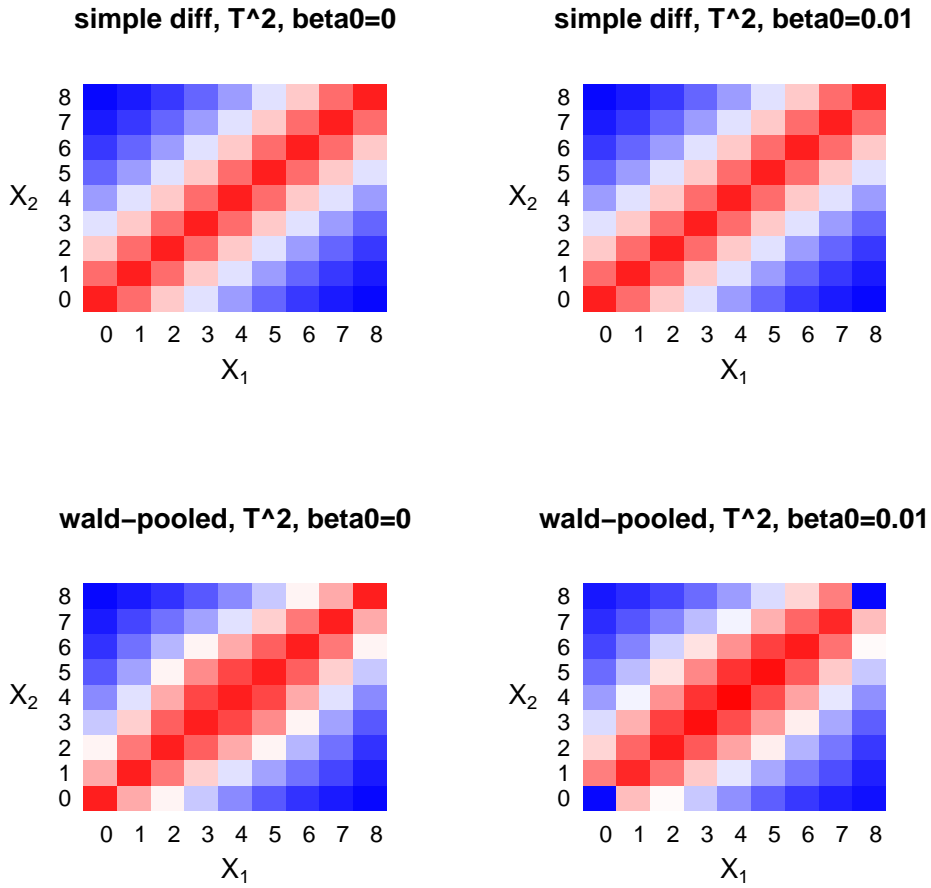 simple diff, T^2, beta0=0
8
7
6
5
4
3
2
1
0
X2
0 1 2 3 4 5 6 7 8
X1
simple diff, T^2, beta0=0.01
8
7
6
5
4
3
2
1
0
X2
0 1 2 3 4 5 6 7 8
X1
wald−pooled, T^2, beta0=0
8
7
6
5
4
3
2
1
0
X2
0 1 2 3 4 5 6 7 8
X1
wald−pooled, T^2, beta0=0.01
8
7
6
5
4
3
2
1
0
X2
0 1 2 3 4 5 6 7 8
X1